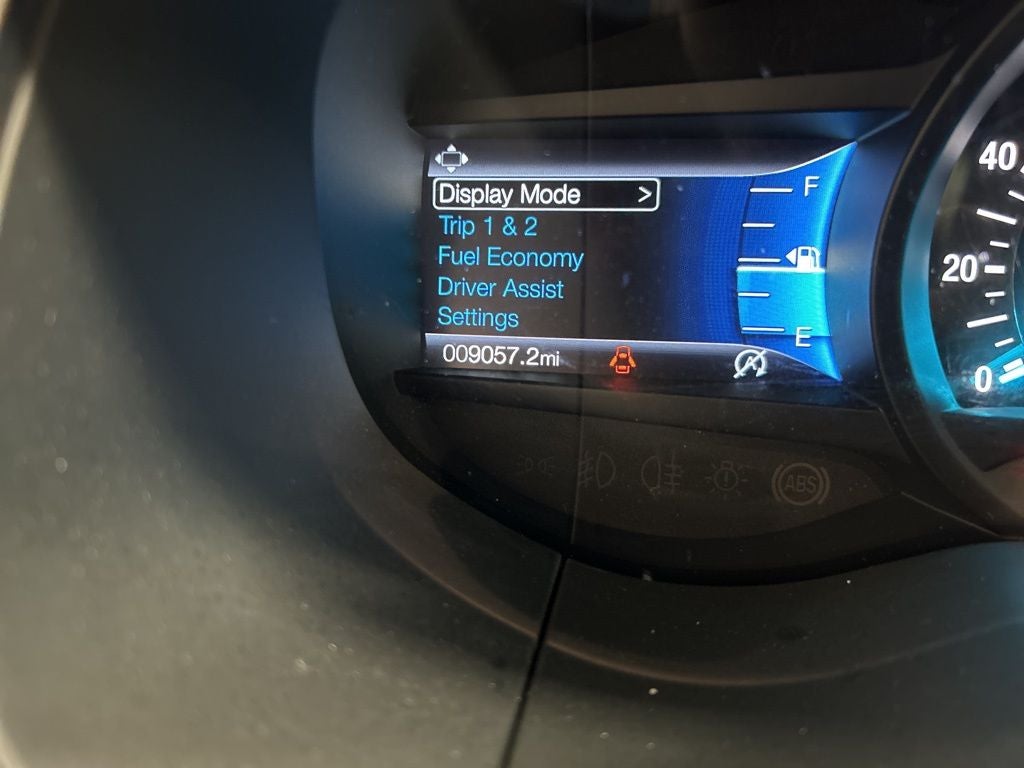 Display Mode >
Trip 1 & 2
Fuel Economy
Driver Assist
Settings
009057.2mi
F
E
40
20
0
ABS